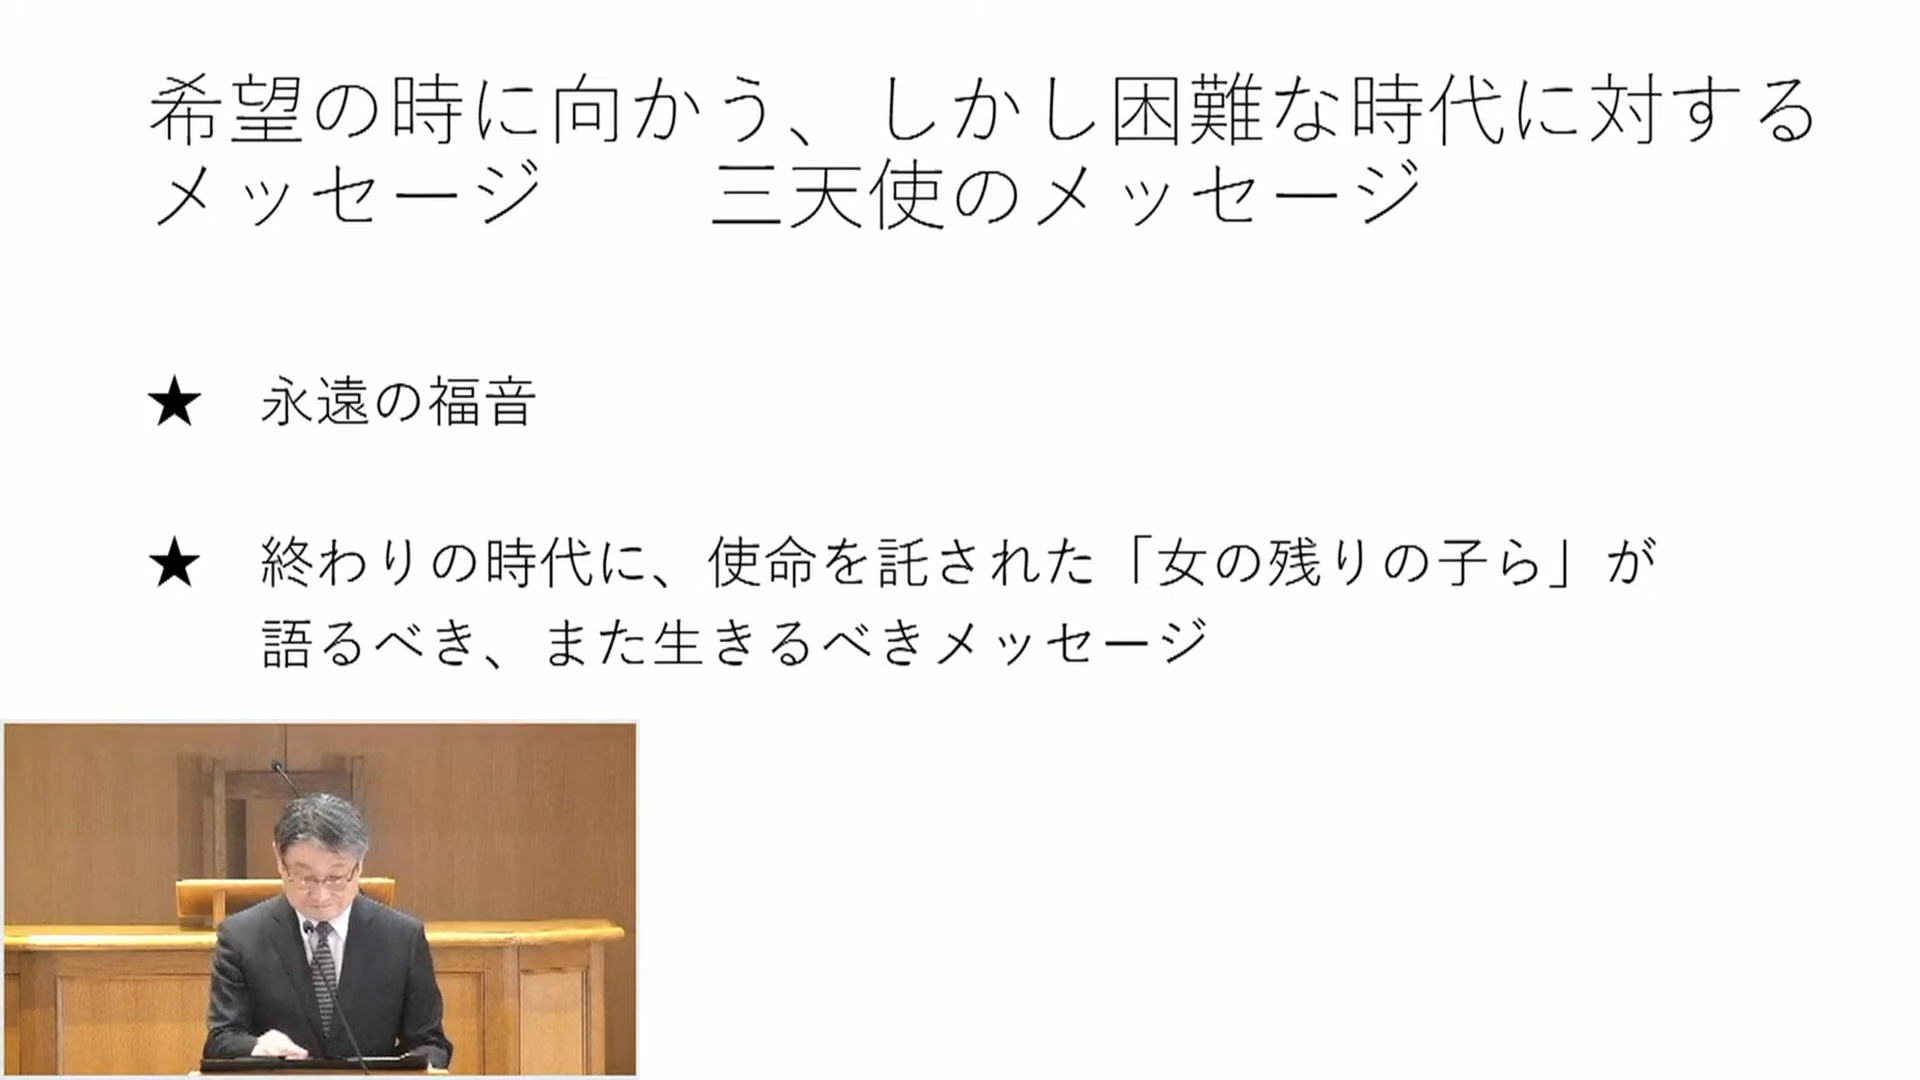 希望の時に向かう、しかし困難な時代に対する
メッセージ　　三天使のメッセージ
★　永遠の福音
★　終わりの時代に、使命を託された「女の残りの子ら」が
語るべき、また生きるべきメッセージ